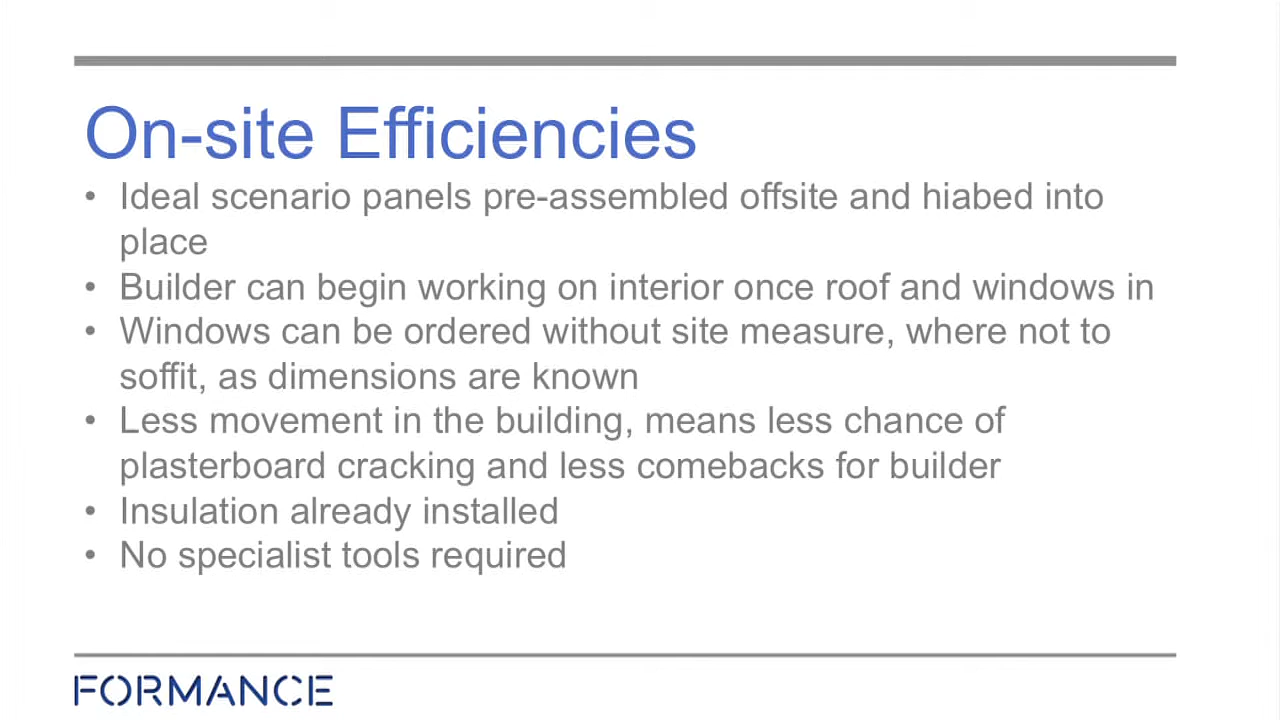 On-site Efficiencies
• Ideal scenario panels pre-assembled offsite and hiabed into
place
• Builder can begin working on interior once roof and windows in
• Windows can be ordered without site measure, where not to
soffit, as dimensions are known
• Less movement in the building, means less chance of
plasterboard cracking and less comebacks for builder
• Insulation already installed
• No specialist tools required
FORMANCE